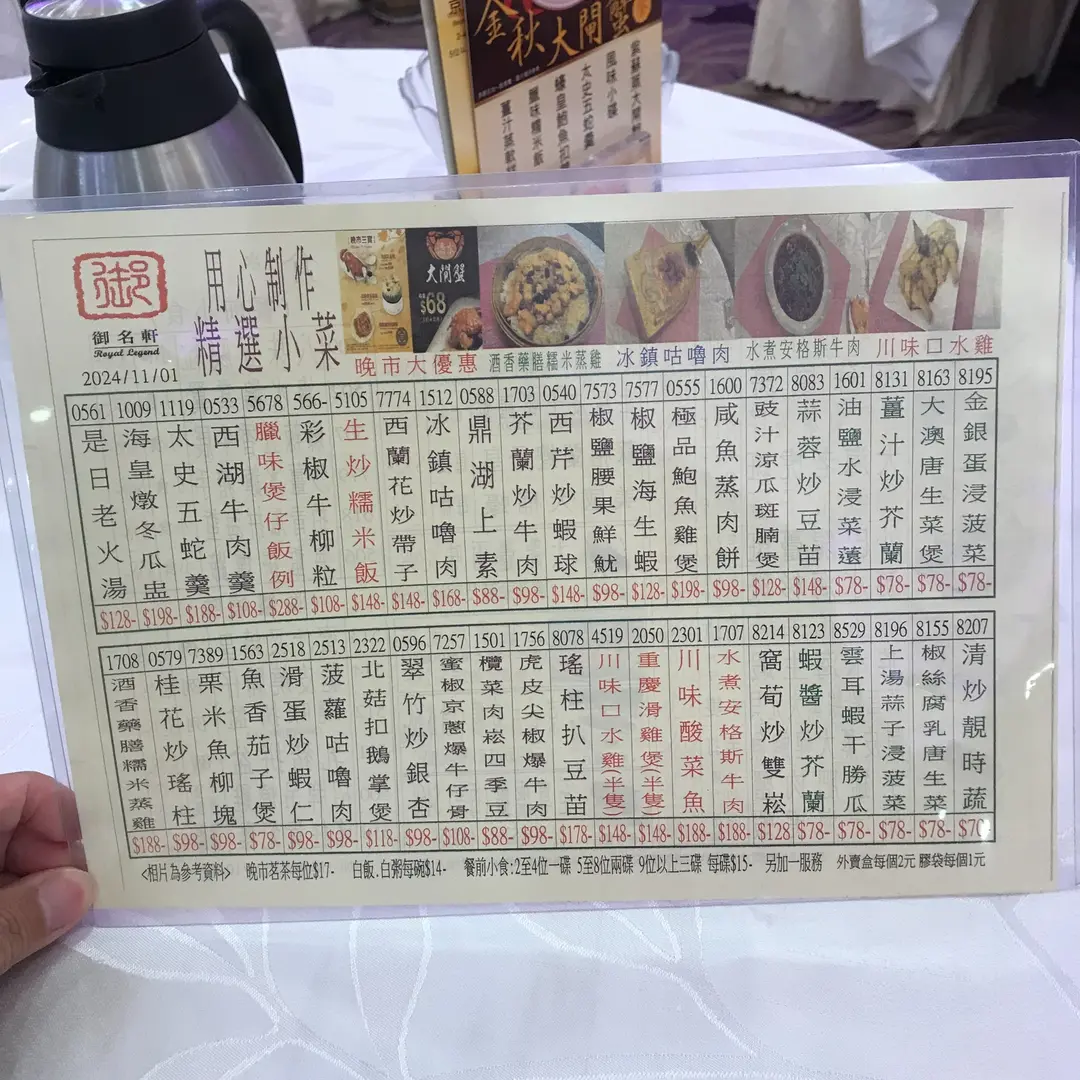 金秋大閘蟹
風味小碟
太史五蛇羹
臘味糯米飯
御
御名軒
Royal Legend
2024/11/01
用心制作
精選小菜
晚市三寶
大閘蟹
$68
晚市大優惠 酒香藥膳糯米蒸雞 冰鎮咕嚕肉 水煮安格斯牛肉 川味口水雞
0561 是日老火湯 $128-
1009 海皇燉冬瓜盅 $198-
1119 太史五蛇羹 $188-
0533 西湖牛肉羹 $108-
5678 臘味煲仔飯例 $288-
566- 彩椒牛柳粒 $108-
5105 生炒糯米飯 $148-
7774 西蘭花炒帶子 $148-
1512 冰鎮咕嚕肉 $168-
0588 鼎湖上素 $88-
1703 芥蘭炒牛肉 $98-
0540 西芹炒蝦球 $148-
7573 椒鹽腰果鮮魷 $98-
7577 椒鹽海生蝦 $128-
0555 極品鮑魚雞煲 $198-
1600 咸魚蒸肉餅 $98-
7372 豉汁涼瓜斑腩煲 $128-
8083 蒜蓉炒豆苗 $148-
1601 油鹽水浸菜薳 $78-
8131 薑汁炒芥蘭 $78-
8163 大澳唐生菜煲 $78-
8195 金銀蛋浸菠菜 $78-
1708 酒香藥膳糯米蒸雞 $188-
0579 桂花炒瑤柱 $98-
7389 粟米魚柳塊 $98-
1563 魚香茄子煲 $78-
2518 滑蛋炒蝦仁 $98-
2513 菠蘿咕嚕肉 $98-
2322 北菇扣鵝掌煲 $118-
0596 翠竹炒銀杏 $98-
7257 蜜椒京蔥爆牛仔骨 $108-
1501 欖菜肉崧四季豆 $88-
1756 虎皮尖椒爆牛肉 $98-
8078 瑤柱扒豆苗 $178-
4519 川味口水雞(半隻) $148-
2050 重慶滑雞煲(半隻) $148-
2301 川味酸菜魚 $188-
1707 水煮安格斯牛肉 $188-
8214 窩荀炒雙崧 $128
8123 蝦醬炒芥蘭 $78-
8529 雲耳蝦干勝瓜 $78-
8196 上湯蒜子浸菠菜 $78-
8155 椒絲腐乳唐生菜 $78-
8207 清炒靚時蔬
<相片為參考資料> 晚市茗茶每位$17- 白飯.白粥每碗$14- 餐前小食:2至4位一碟 5至8位兩碟 9位以上三碟 每碟$15- 另加一服務 外賣盒每個2元 膠袋每個1元